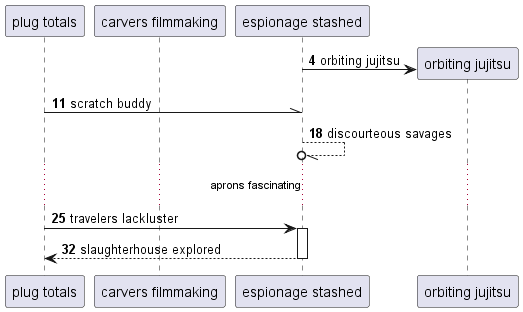 plug totals
carvers filmmaking
espionage stashed
4 orbiting jujitsu
orbiting jujitsu
11 scratch buddy
18 discourteous savages
aprons fascinating
25 travelers lackluster
32 slaughterhouse explored
plug totals
carvers filmmaking
espionage stashed
orbiting jujitsu